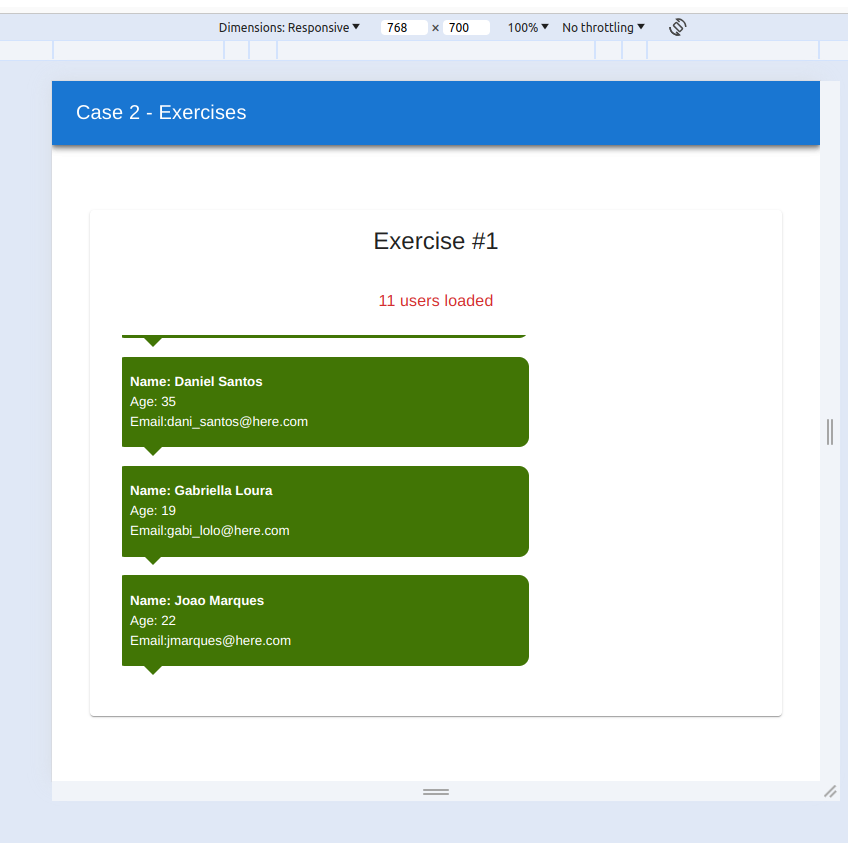 Dimensions: Responsive 768 × 700 100% No throttling
Case 2 - Exercises
Exercise #1
11 users loaded
Name: Daniel Santos
Age: 35
Email:dani_santos@here.com
Name: Gabriella Loura
Age: 19
Email:gabi_lolo@here.com
Name: Joao Marques
Age: 22
Email:jmarques@here.com